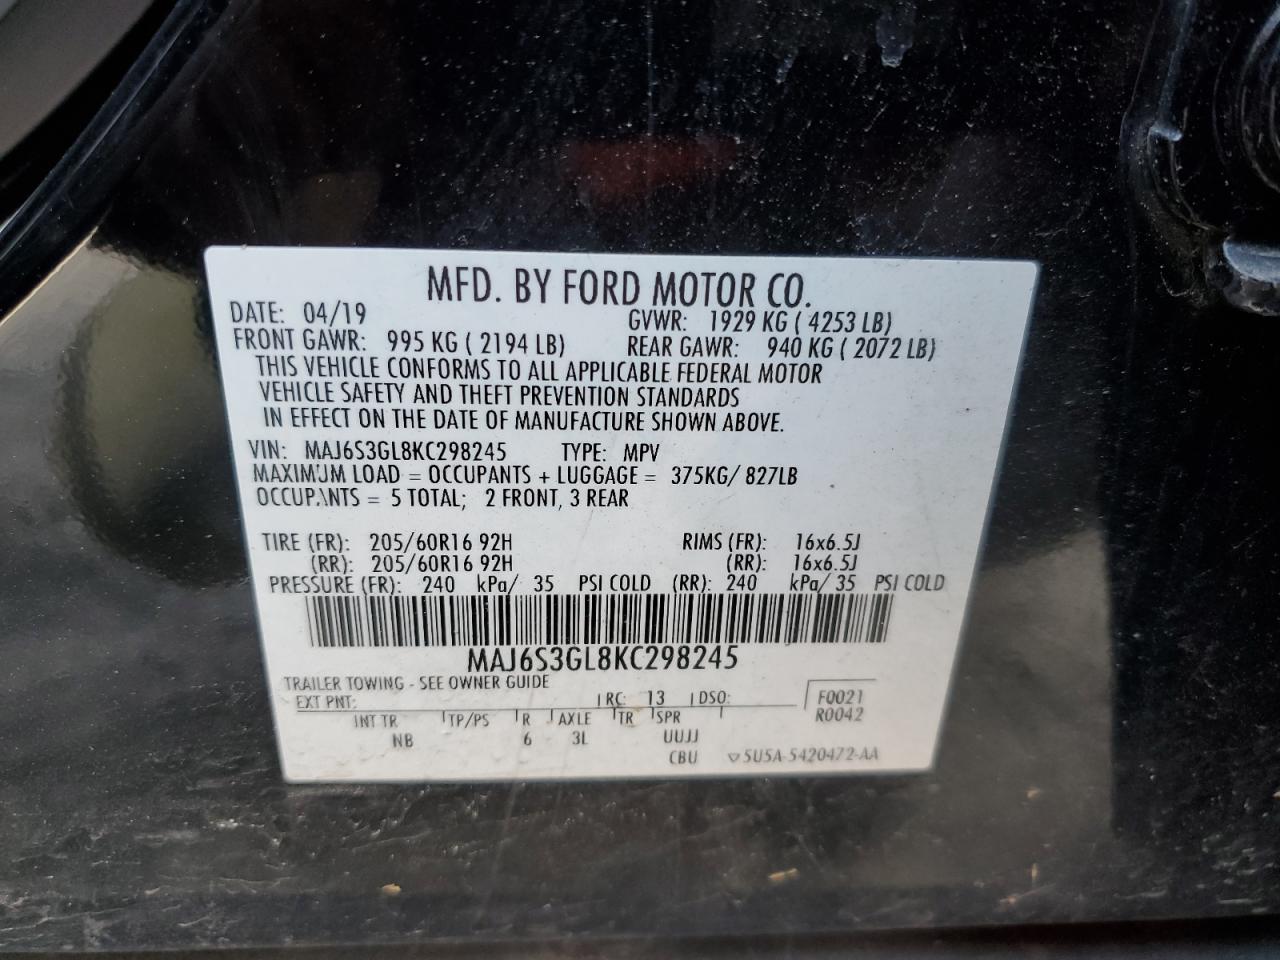 MFD. BY FORD MOTOR CO.
DATE: 04/19 GVWR: 1929 KG ( 4253 LB)
FRONT GAWR: 995 KG ( 2194 LB) REAR GAWR: 940 KG ( 2072 LB)
THIS VEHICLE CONFORMS TO ALL APPLICABLE FEDERAL MOTOR
VEHICLE SAFETY AND THEFT PREVENTION STANDARDS
IN EFFECT ON THE DATE OF MANUFACTURE SHOWN ABOVE.
VIN: MAJ6S3GL8KC298245 TYPE: MPV
MAXIMUM LOAD = OCCUPANTS + LUGGAGE = 375KG/ 827LB
OCCUPANTS = 5 TOTAL; 2 FRONT, 3 REAR
TIRE (FR): 205/60R16 92H RIMS (FR): 16x6.5J
(RR): 205/60R16 92H (RR): 16x6.5J
PRESSURE (FR): 240 kPa/ 35 PSI COLD (RR): 240 kPa/ 35 PSI COLD
MAJ6S3GL8KC298245
TRAILER TOWING - SEE OWNER GUIDE
EXT PNT: RC: 13 DSO: F0021
R0042
INT TR TP/PS R AXLE TR SPR
NB 6 3L UUJJ
CBU ▽5U5A-5420472-AA